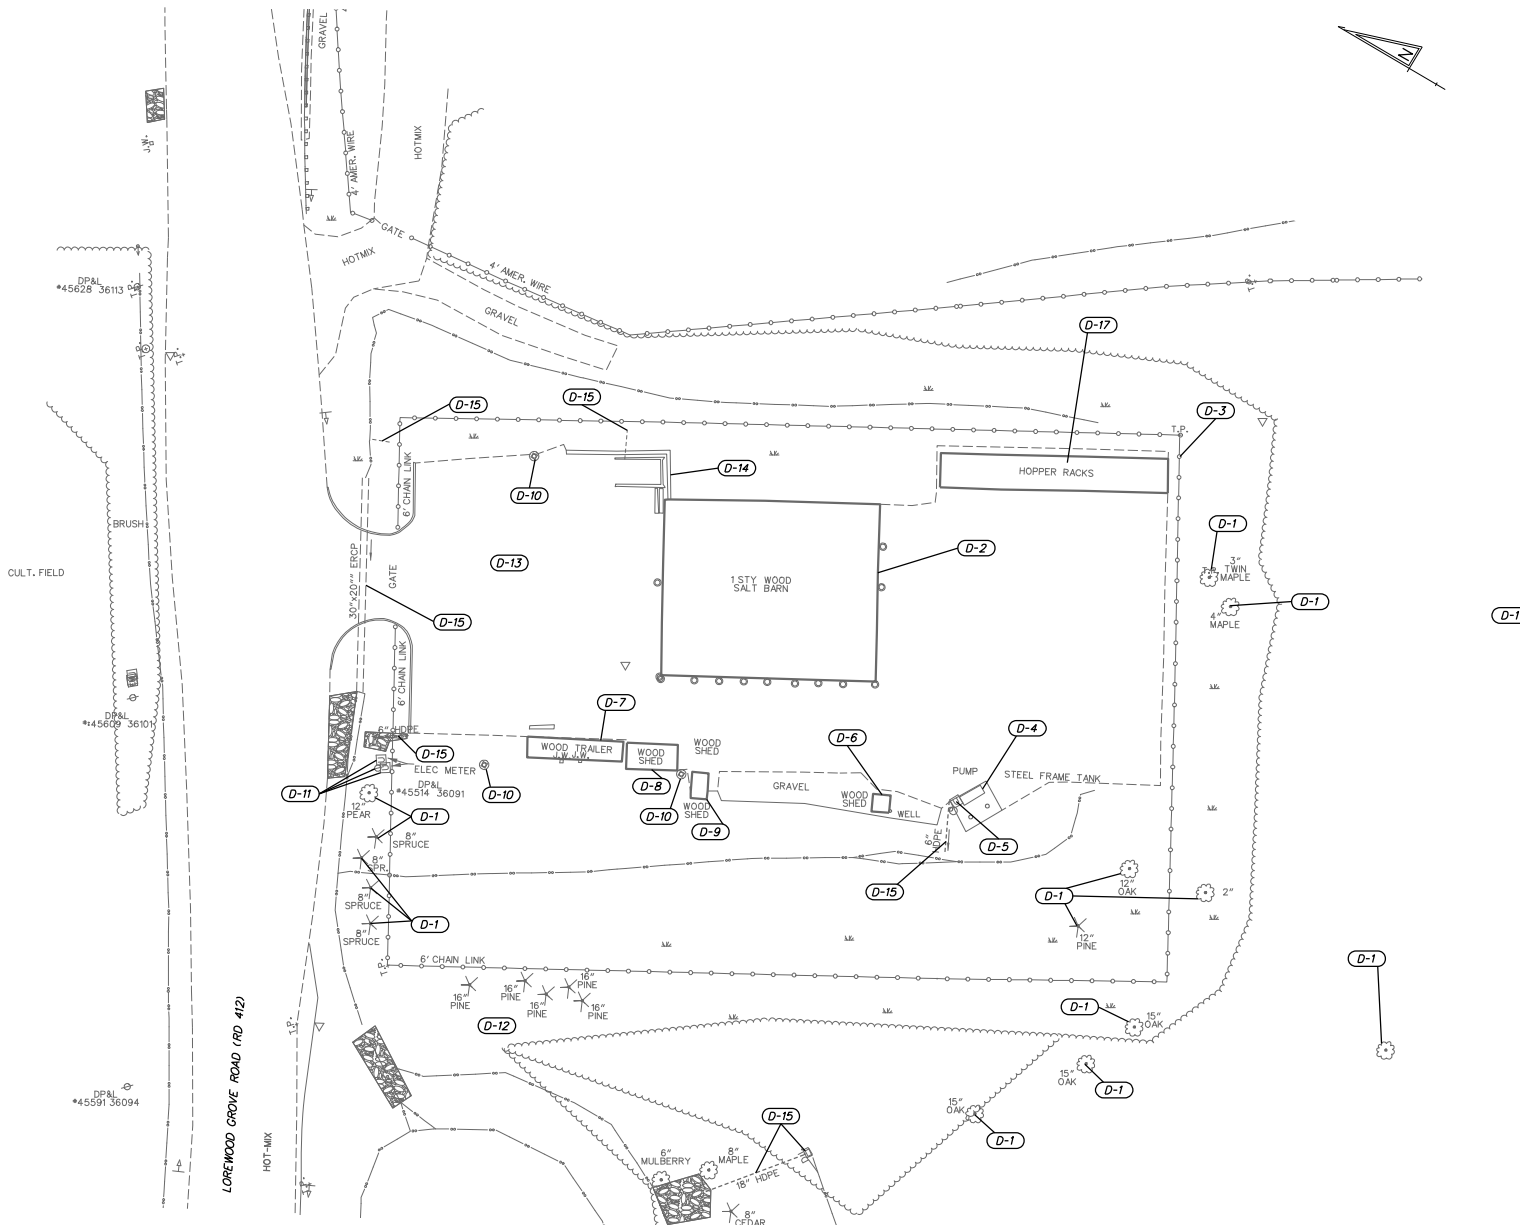 GRAVEL
4' AMER. WIRE
HOTMIX
N
J.W.
GATE
HOTMIX
4' AMER. WIRE
DP&L
*45628 36113
T.P.
T.P.
T.P.
T.P.
GRAVEL
D-17
D-15
D-15
D-3
T.P.
6' CHAIN LINK
D-14
HOPPER RACKS
D-10
BRUSH
D-1
D-2
D-13
3"
TWIN
MAPLE
T.P.
CULT. FIELD
30"x20"" ERCP
GATE
1 STY WOOD
SALT BARN
D-1
D-1
4"
MAPLE
D-15
6' CHAIN LINK
D-7
DP&L
*45609 36101
6" HDPE
D-15
WOOD TRAILER
J.W. J.W.
WOOD
SHED
WOOD
SHED
D-6
D-4
ELEC METER
DP&L
*45514 36091
PUMP
STEEL FRAME TANK
D-11
D-10
D-8
GRAVEL
WOOD
SHED
12"
PEAR
D-1
D-10
WOOD
SHED
WELL
D-9
8"
SPRUCE
6"
HDPE
D-5
8"
SPR.
D-15
12"
OAK
D-1
2"
8"
SPRUCE
D-1
8"
SPRUCE
12"
PINE
6' CHAIN LINK
T.P.
D-1
16"
PINE
16"
PINE
16"
PINE
16"
PINE
16"
PINE
D-1
15"
OAK
D-12
T.P.
15"
OAK
D-1
DP&L
*45591 36094
15"
OAK
D-1
LOREWOOD GROVE ROAD (RD 412)
HOT-MIX
D-15
6"
MULBERRY
8"
MAPLE
18" HDPE
T.P.
8"
CEDAR